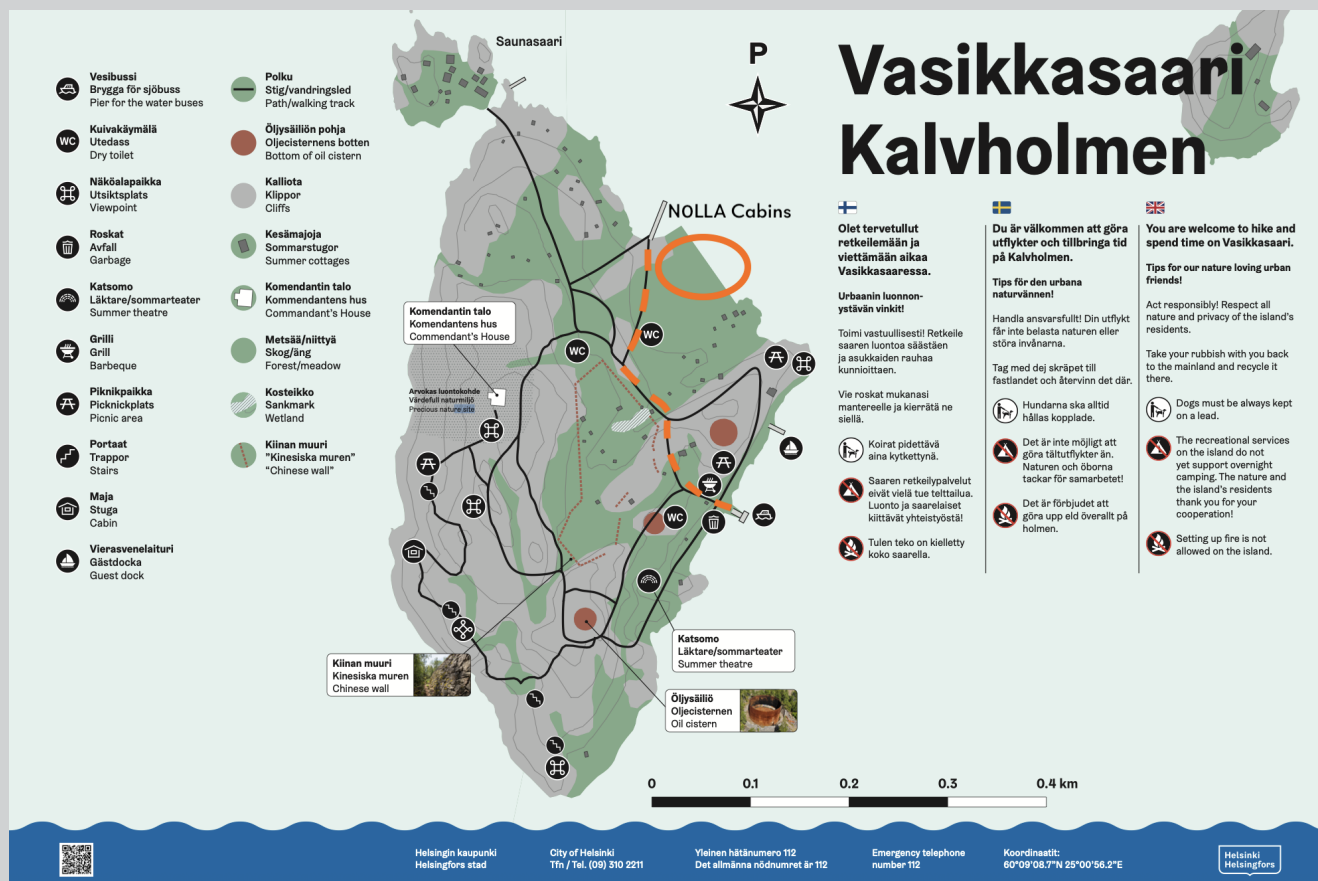 Vasikkasaari
Kalvholmen
Saunasaari
P
NOLLA Cabins
Vesibussi
Brygga för sjöbuss
Pier for the water buses
WC
Kuivakäymälä
Utedass
Dry toilet
Näköalapaikka
Utsiktsplats
Viewpoint
Roskat
Avfall
Garbage
Katsomo
Läktare/sommarteater
Summer theatre
Grilli
Grill
Barbeque
Piknikpaikka
Picknickplats
Picnic area
Portaat
Trappor
Stairs
Maja
Stuga
Cabin
Vierasvenelaituri
Gästdocka
Guest dock
Polku
Stig/vandringsled
Path/walking track
Öljysäiliön pohja
Oljecisternens botten
Bottom of oil cistern
Kalliota
Klippor
Cliffs
Kesämajoja
Sommarstugor
Summer cottages
Komendantin talo
Kommendantens hus
Commandant's House
Metsää/niittyä
Skog/äng
Forest/meadow
Kosteikko
Sankmark
Wetland
Kiinan muuri
"Kinesiska muren"
"Chinese wall"
Komendantin talo
Komendantens hus
Commendant's House
WC
WC
Arvokas luontokohde
Värdefull naturmiljö
Precious nature site
WC
Kiinan muuri
Kinesiska muren
Chinese wall
Katsomo
Läktare/sommarteater
Summer theatre
Öljysäiliö
Oljecisternen
Oil cistern
0 0.1 0.2 0.3 0.4 km
Olet tervetullut
retkeilemään ja
viettämään aikaa
Vasikkasaaressa.
Urbaanin luonnon-
ystävän vinkit!
Toimi vastuullisesti! Retkeile
saaren luontoa säästäen
ja asukkaiden rauhaa
kunnioittaen.
Vie roskat mukanasi
mantereelle ja kierrätä ne
siellä.
Koirat pidettävä
aina kytkettynä.
Saaren retkeilypalvelut
eivät vielä tue telttailua.
Luonto ja saarelaiset
kiittävät yhteistyöstä!
Tulen teko on kielletty
koko saarella.
Du är välkommen att göra
utflykter och tillbringa tid
på Kalvholmen.
Tips för den urbana
naturvännen!
Handla ansvarsfullt! Din utflykt
får inte belasta naturen eller
störa invånarna.
Tag med dej skräpet till
fastlandet och återvinn det där.
Hundarna ska alltid
hållas kopplade.
Det är inte möjligt att
göra tältutflykter än.
Naturen och öborna
tackar för samarbetet!
Det är förbjudet att
göra upp eld överallt på
holmen.
You are welcome to hike and
spend time on Vasikkasaari.
Tips for our nature loving urban
friends!
Act responsibly! Respect all
nature and privacy of the island's
residents.
Take your rubbish with you back
to the mainland and recycle it
there.
Dogs must be always kept
on a lead.
The recreational services
on the island do not
yet support overnight
camping. The nature and
the island's residents
thank you for your
cooperation!
Setting up fire is not
allowed on the island.
Helsingin kaupunki
Helsingfors stad
City of Helsinki
Tfn / Tel. (09) 310 2211
Yleinen hätänumero 112
Det allmänna nödnumret är 112
Emergency telephone
number 112
Koordinaatit:
60°09'08.7"N 25°00'56.2"E
Helsinki
Helsingfors